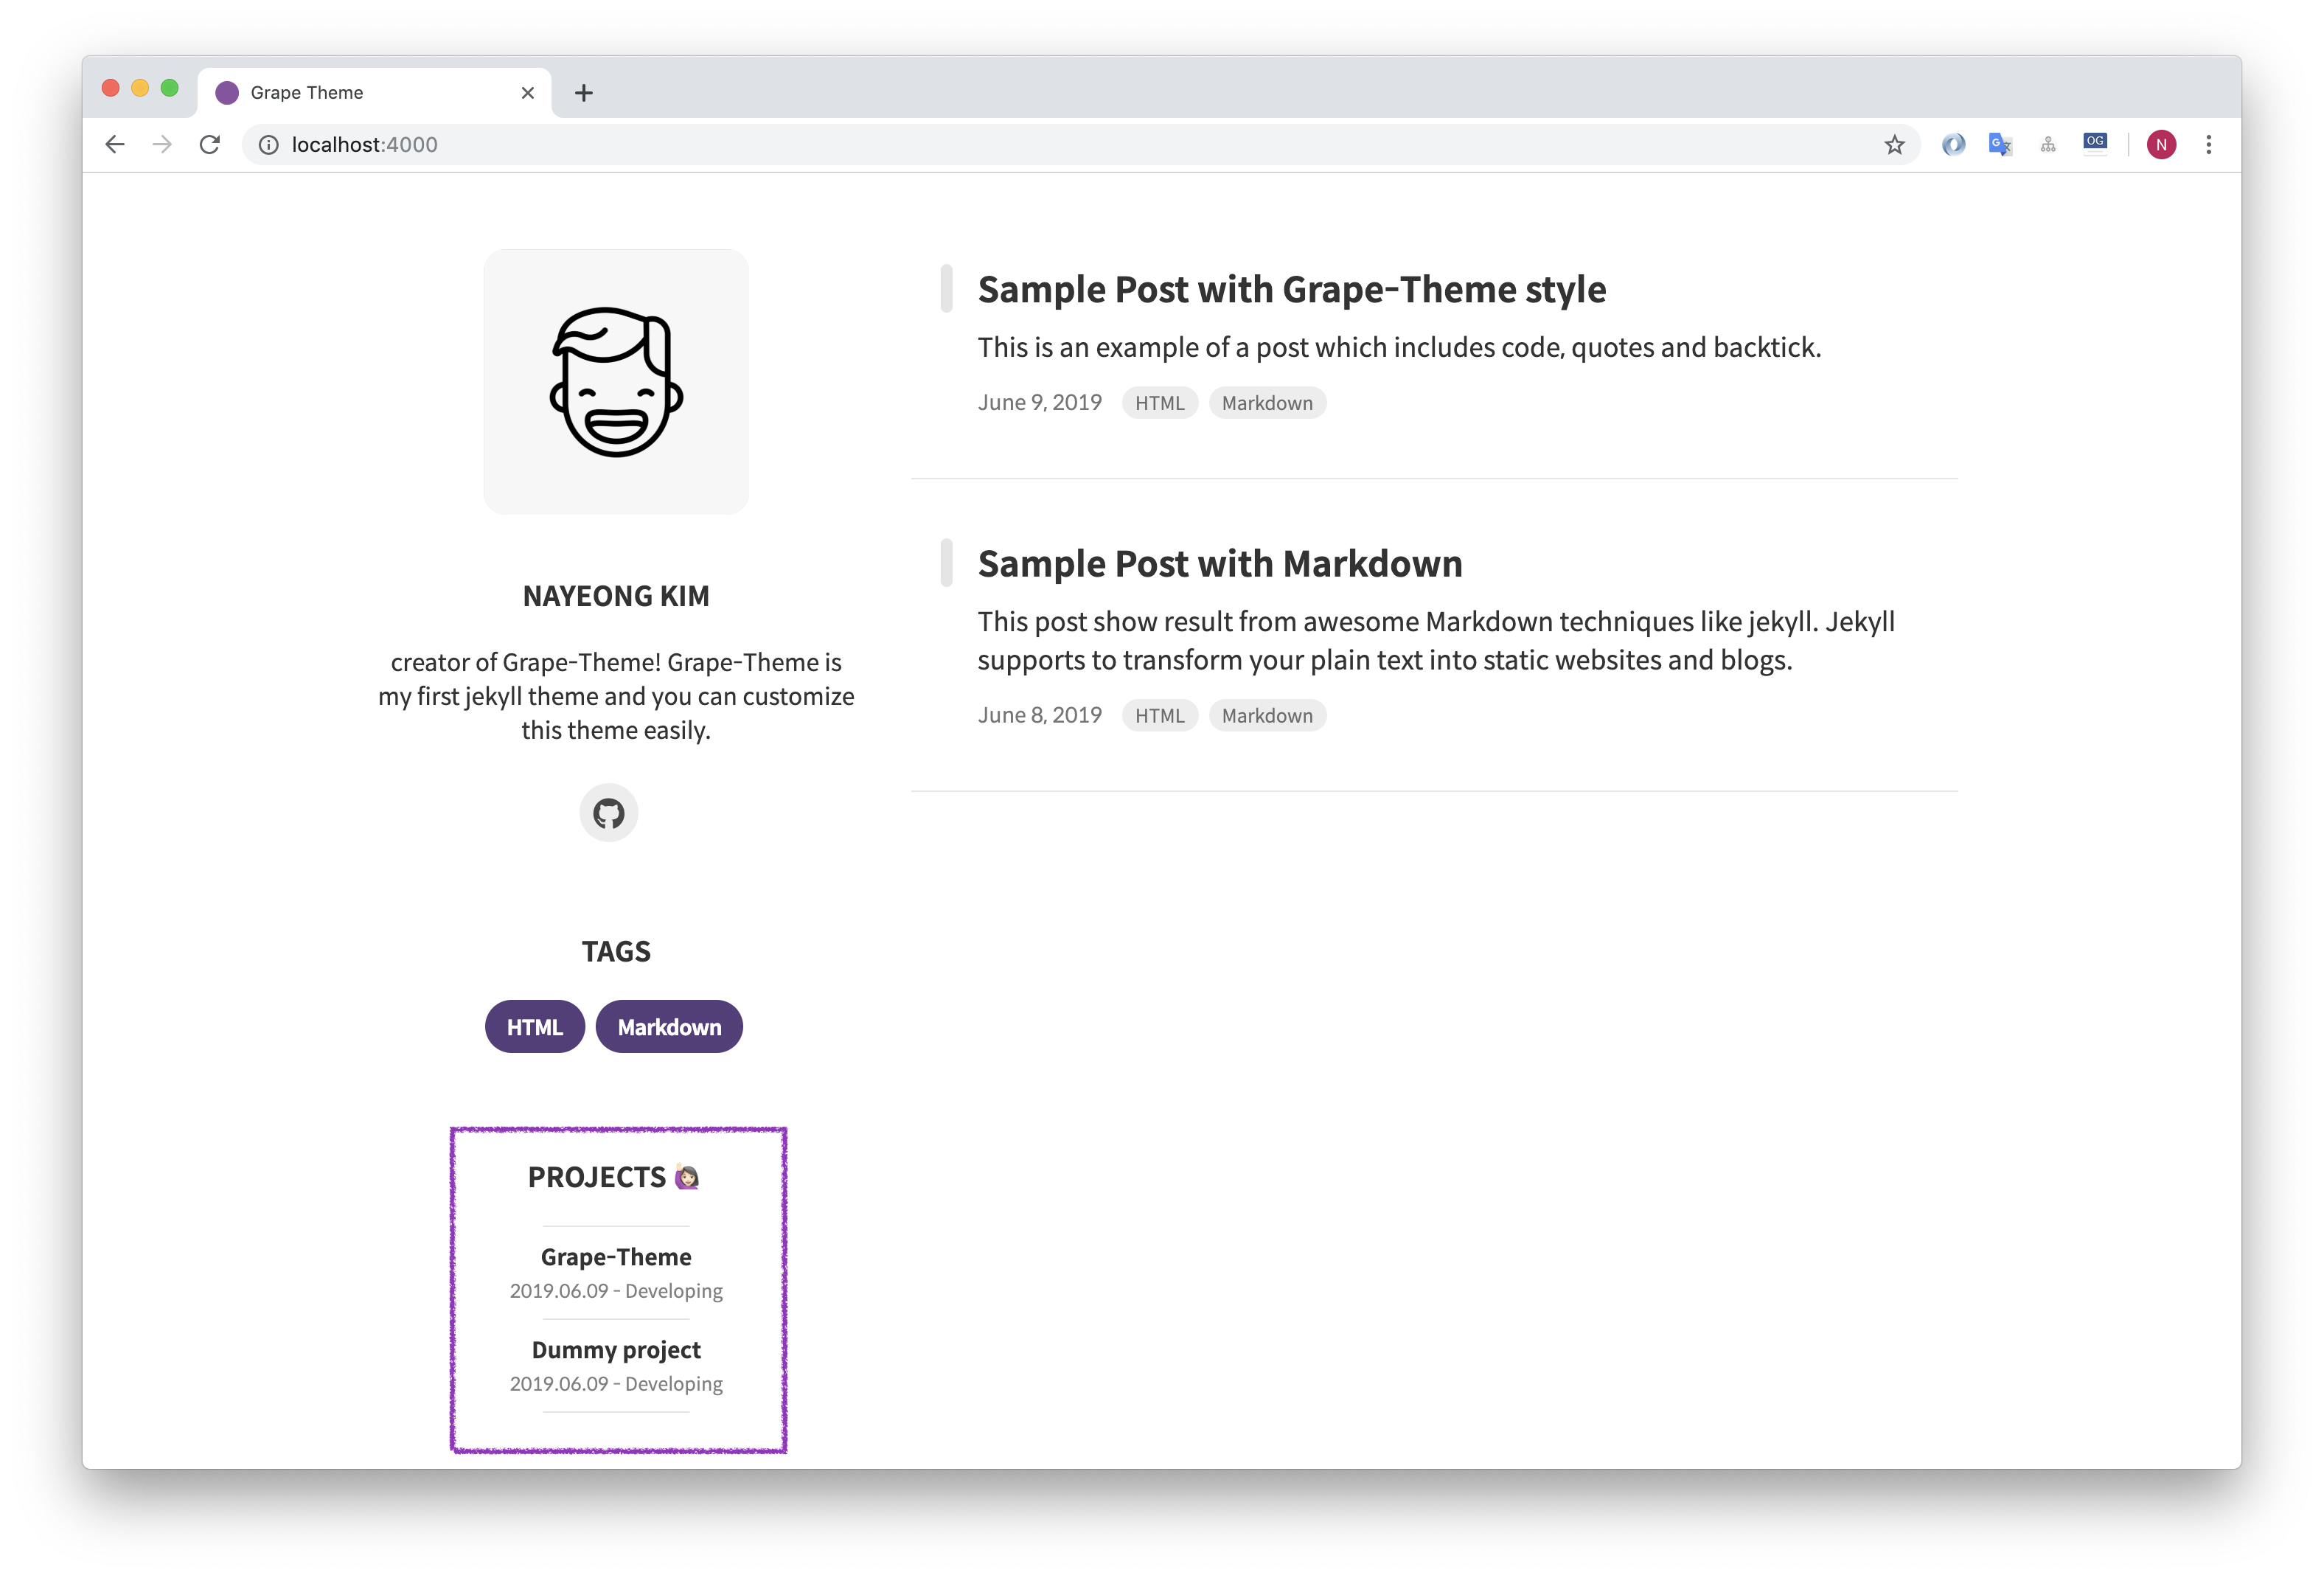 Grape Theme
localhost:4000
OG
N
NAYEONG KIM
creator of Grape-Theme! Grape-Theme is
my first jekyll theme and you can customize
this theme easily.
TAGS
HTML Markdown
PROJECTS 🙋🏻‍♀️
Grape-Theme
2019.06.09 - Developing
Dummy project
2019.06.09 - Developing
Sample Post with Grape-Theme style
This is an example of a post which includes code, quotes and backtick.
June 9, 2019 HTML Markdown
Sample Post with Markdown
This post show result from awesome Markdown techniques like jekyll. Jekyll
supports to transform your plain text into static websites and blogs.
June 8, 2019 HTML Markdown